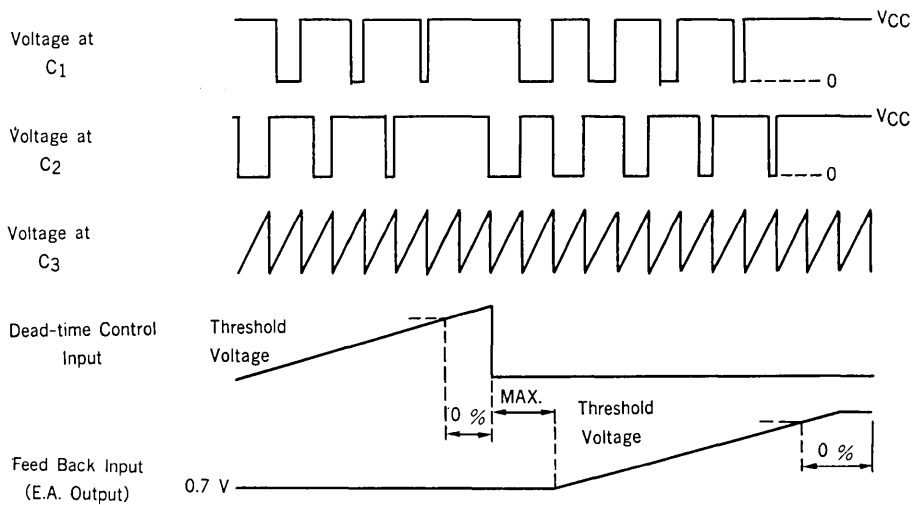 Voltage at
C1
VCC
0
Voltage at
C2
VCC
0
Voltage at
C3
Dead-time Control
Input
Threshold
Voltage
0 %
MAX.
Threshold
Voltage
0 %
Feed Back Input
(E.A. Output)
0.7 V